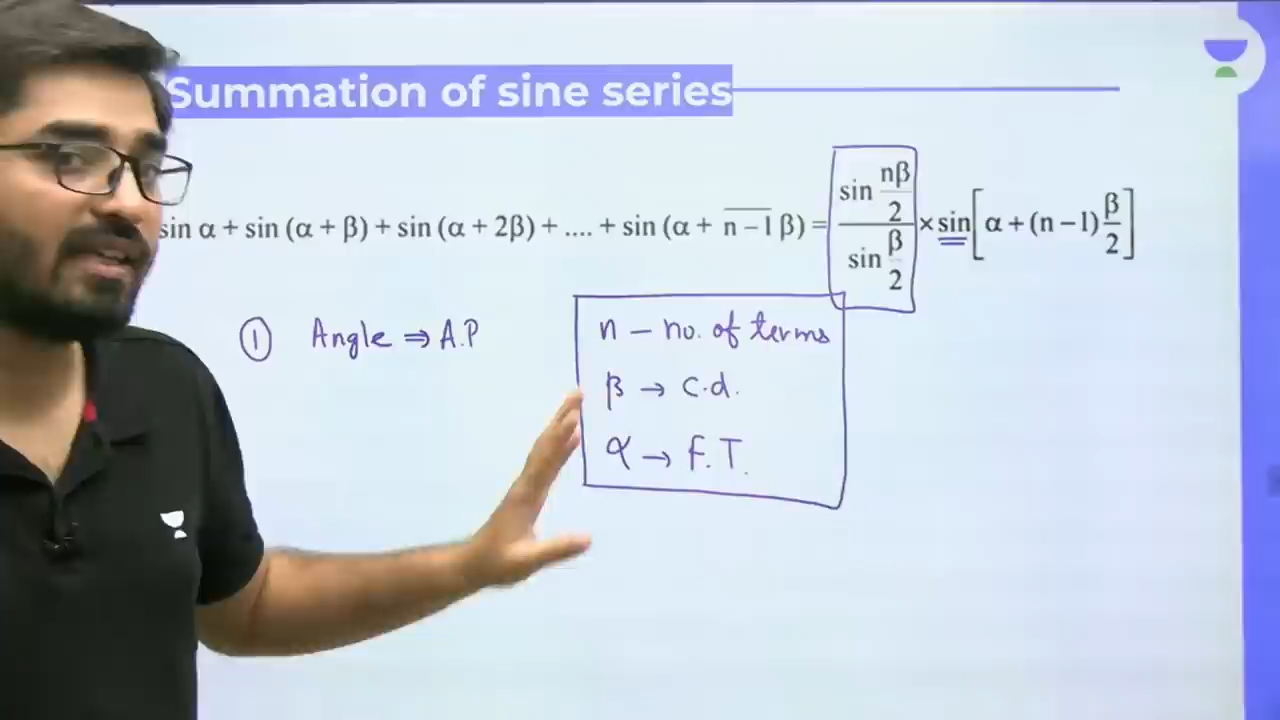 Summation of sine series
sin α + sin (α + β) + sin (α + 2β) + .... + sin (α + n-1 β) = sin nβ/2 / sin β/2 × sin[α + (n-1) β/2]
① Angle ⇒ A.P
n – no. of terms
β → c.d.
α → F.T.